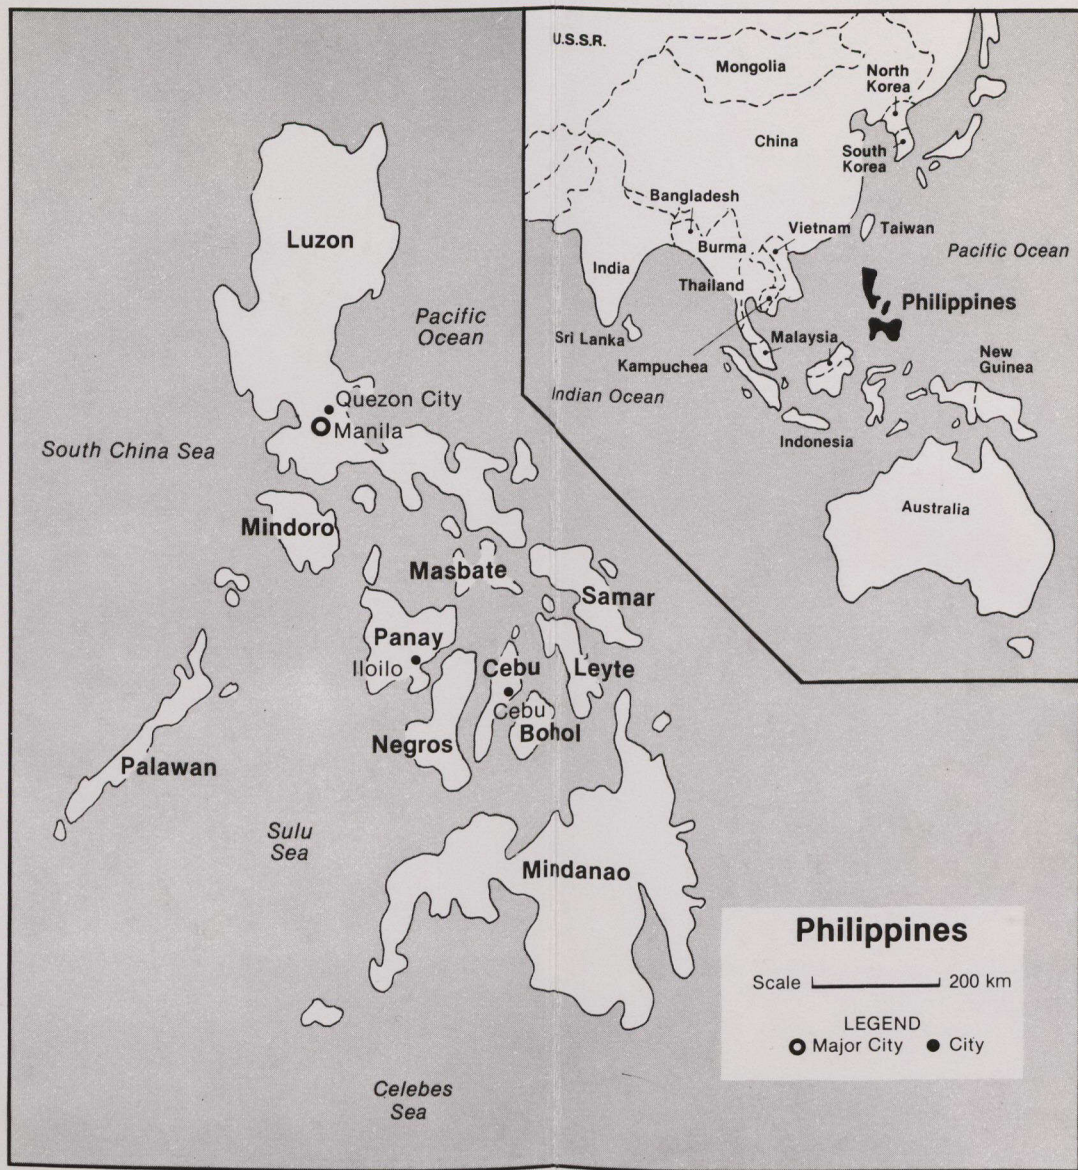 U.S.S.R.
Mongolia
North
Korea
China
South
Korea
Bangladesh
Vietnam
Taiwan
Burma
Pacific Ocean
India
Thailand
Philippines
Sri Lanka
Malaysia
Kampuchea
New
Guinea
Indian Ocean
Indonesia
Australia
Luzon
Pacific
Ocean
Quezon City
Manila
South China Sea
Mindoro
Masbate
Samar
Panay
Iloilo
Cebu
Leyte
Cebu
Bohol
Negros
Palawan
Sulu
Sea
Mindanao
Celebes
Sea
Philippines
Scale 200 km
LEGEND
Major City City